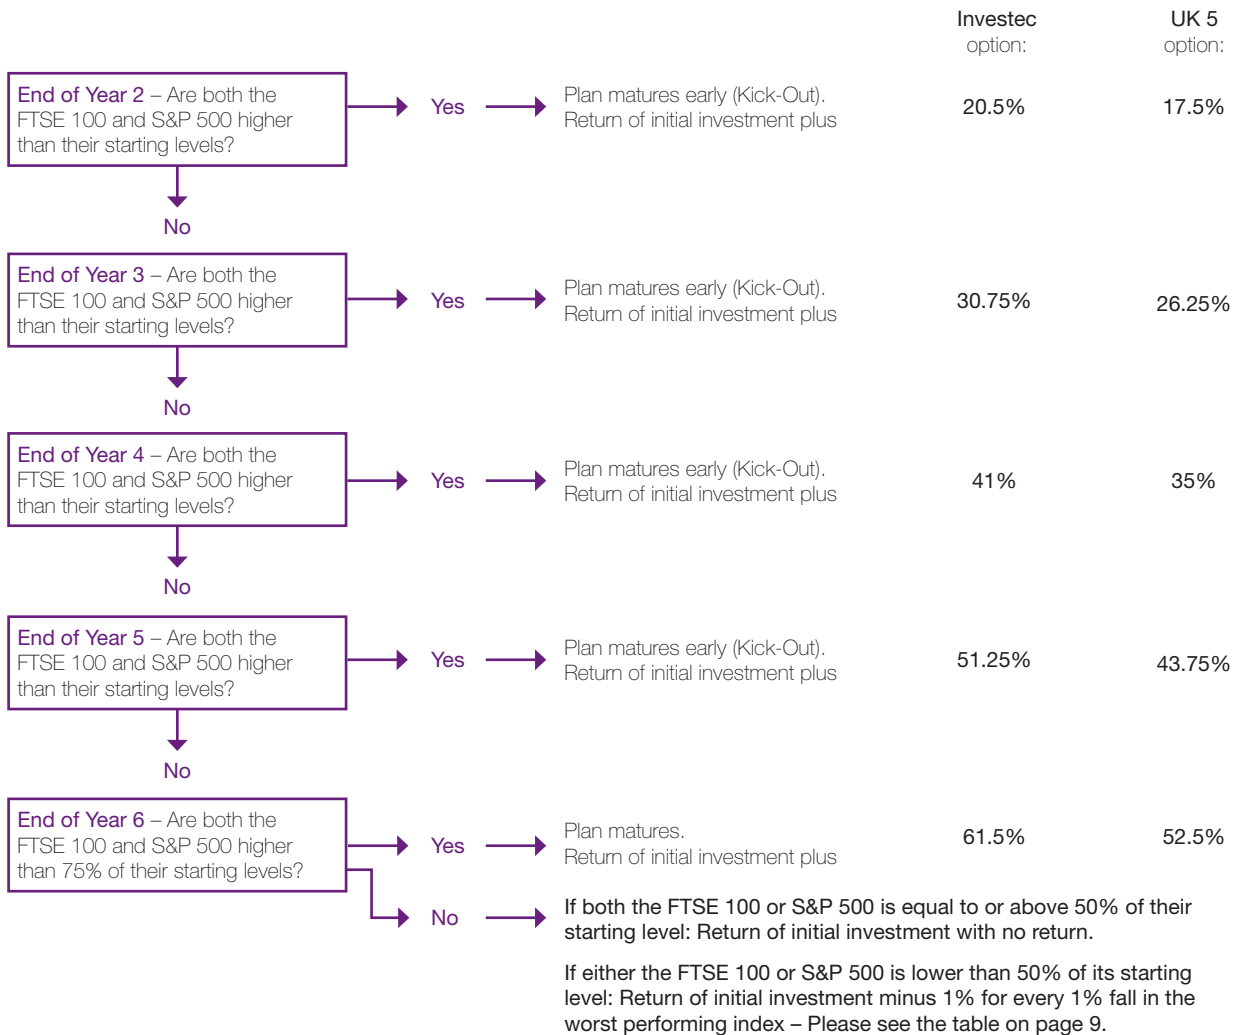 Investec
option:
UK 5
option:
End of Year 2 – Are both the
FTSE 100 and S&P 500 higher
than their starting levels?
Yes
Plan matures early (Kick-Out).
Return of initial investment plus
20.5%
17.5%
No
End of Year 3 – Are both the
FTSE 100 and S&P 500 higher
than their starting levels?
Yes
Plan matures early (Kick-Out).
Return of initial investment plus
30.75%
26.25%
No
End of Year 4 – Are both the
FTSE 100 and S&P 500 higher
than their starting levels?
Yes
Plan matures early (Kick-Out).
Return of initial investment plus
41%
35%
No
End of Year 5 – Are both the
FTSE 100 and S&P 500 higher
than their starting levels?
Yes
Plan matures early (Kick-Out).
Return of initial investment plus
51.25%
43.75%
No
End of Year 6 – Are both the
FTSE 100 and S&P 500 higher
than 75% of their starting levels?
Yes
Plan matures.
Return of initial investment plus
61.5%
52.5%
No
If both the FTSE 100 or S&P 500 is equal to or above 50% of their
starting level: Return of initial investment with no return.
If either the FTSE 100 or S&P 500 is lower than 50% of its starting
level: Return of initial investment minus 1% for every 1% fall in the
worst performing index – Please see the table on page 9.